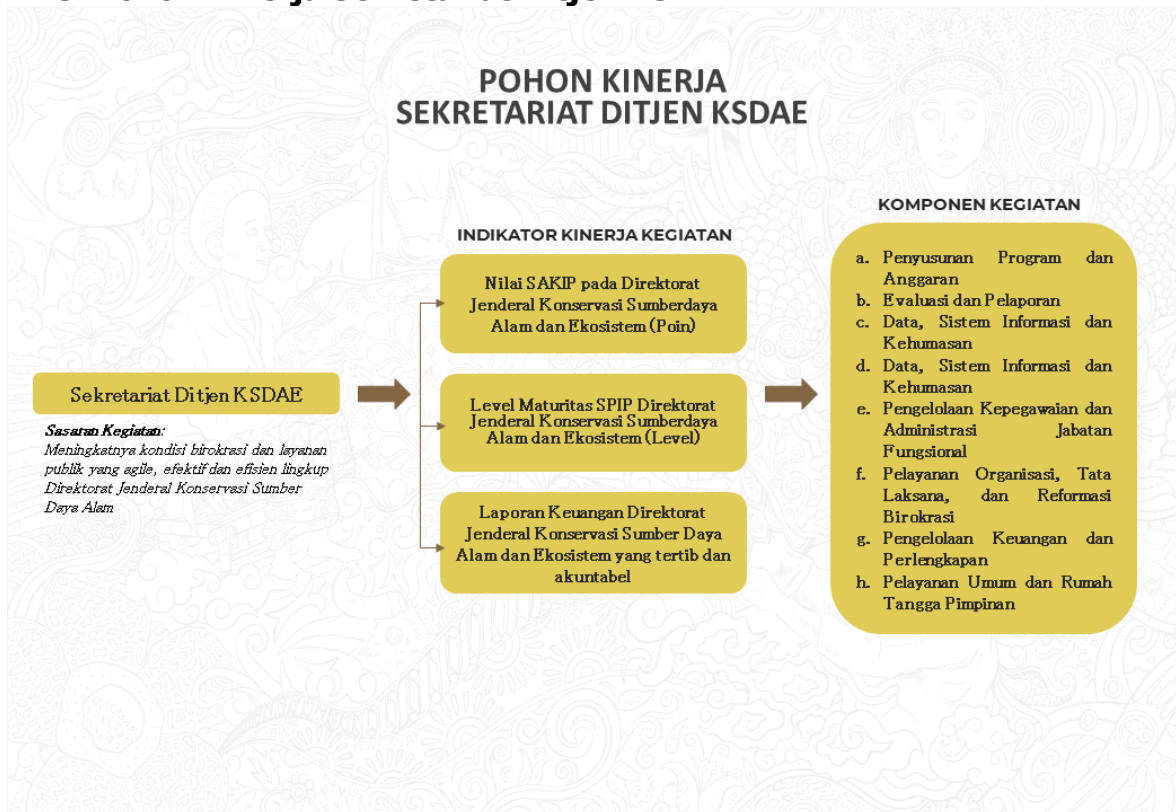 POHON KINERJA
SEKRETARIAT DITJEN KSDAE
Sekretariat Ditjen KSDAE
Sasaran Kegiatan:
Meningkatnya kondisi birokrasi dan layanan
publik yang agile, efektif dan efisien lingkup
Direktorat Jenderal Konservasi Sumber
Daya Alam
INDIKATOR KINERJA KEGIATAN
Nilai SAKIP pada Direktorat
Jenderal Konservasi Sumberdaya
Alam dan Ekosistem (Poin)
Level Maturitas SPIP Direktorat
Jenderal Konservasi Sumberdaya
Alam dan Ekosistem (Level)
Laporan Keuangan Direktorat
Jenderal Konservasi Sumber Daya
Alam dan Ekosistem yang tertib dan
akuntabel
KOMPONEN KEGIATAN
a. Penyusunan Program dan
Anggaran
b. Evaluasi dan Pelaporan
c. Data, Sistem Informasi dan
Kehumasan
d. Data, Sistem Informasi dan
Kehumasan
e. Pengelolaan Kepegawaian dan
Administrasi Jabatan
Fungsional
f. Pelayanan Organisasi, Tata
Laksana, dan Reformasi
Birokrasi
g. Pengelolaan Keuangan dan
Perlengkapan
h. Pelayanan Umum dan Rumah
Tangga Pimpinan